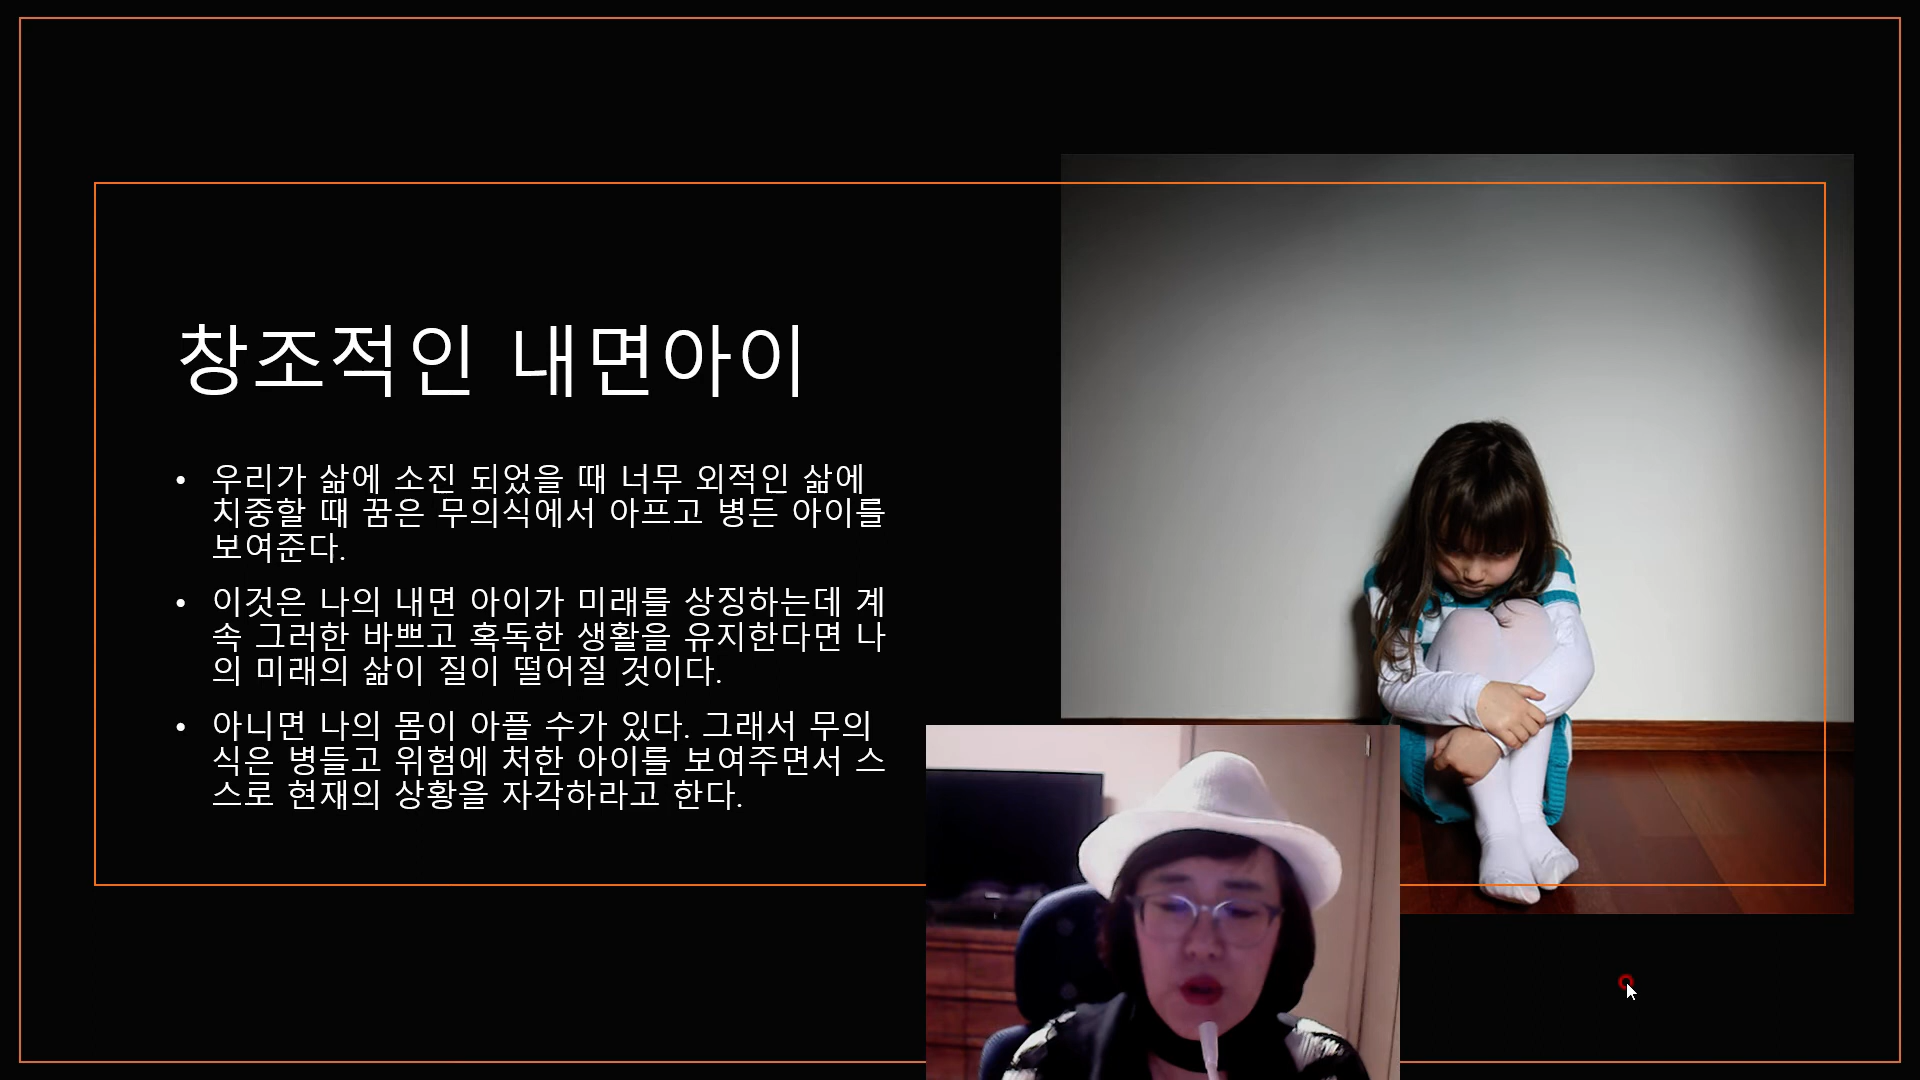 창조적인 내면아이
• 우리가 삶에 소진 되었을 때 너무 외적인 삶에
치중할 때 꿈은 무의식에서 아프고 병든 아이를
보여준다.
• 이것은 나의 내면 아이가 미래를 상징하는데 계
속 그러한 바쁘고 혹독한 생활을 유지한다면 나
의 미래의 삶이 질이 떨어질 것이다.
• 아니면 나의 몸이 아플 수가 있다. 그래서 무의
식은 병들고 위험에 처한 아이를 보여주면서 스
스로 현재의 상황을 자각하라고 한다.